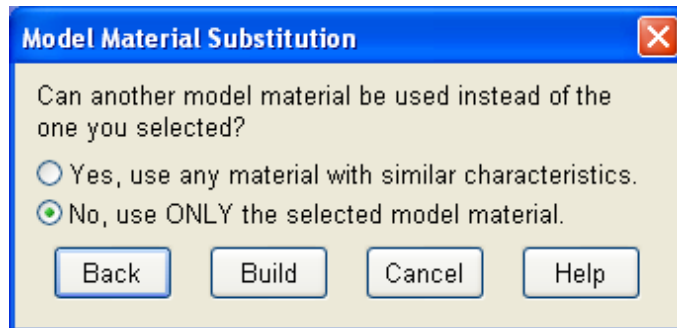 Model Material Substitution
Can another model material be used instead of the
one you selected?
Yes, use any material with similar characteristics.
No, use ONLY the selected model material.
Back Build Cancel Help